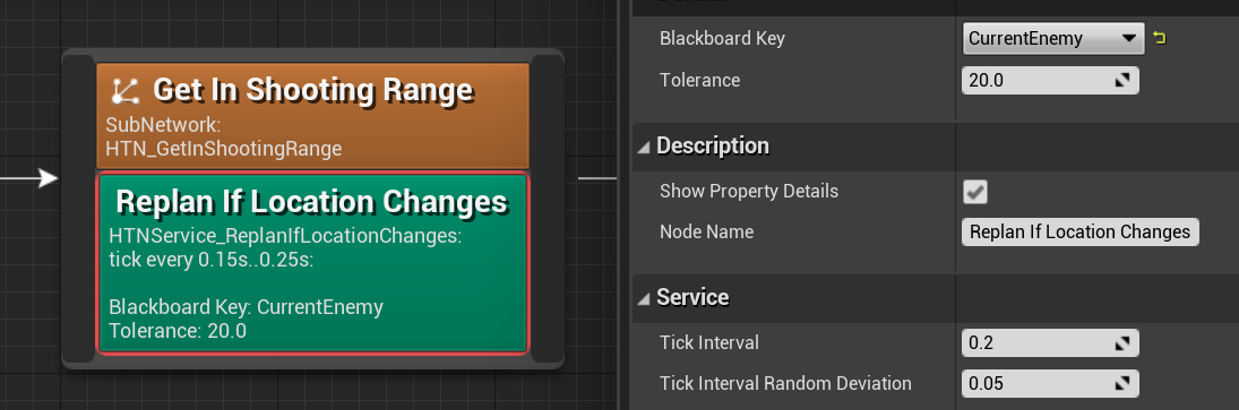 Get In Shooting Range
SubNetwork:
HTN_GetInShootingRange
Replan If Location Changes
HTNService_ReplanIfLocationChanges:
tick every 0.15s..0.25s:
Blackboard Key: CurrentEnemy
Tolerance: 20.0
Blackboard Key CurrentEnemy
Tolerance 20.0
Description
Show Property Details
Node Name Replan If Location Changes
Service
Tick Interval 0.2
Tick Interval Random Deviation 0.05